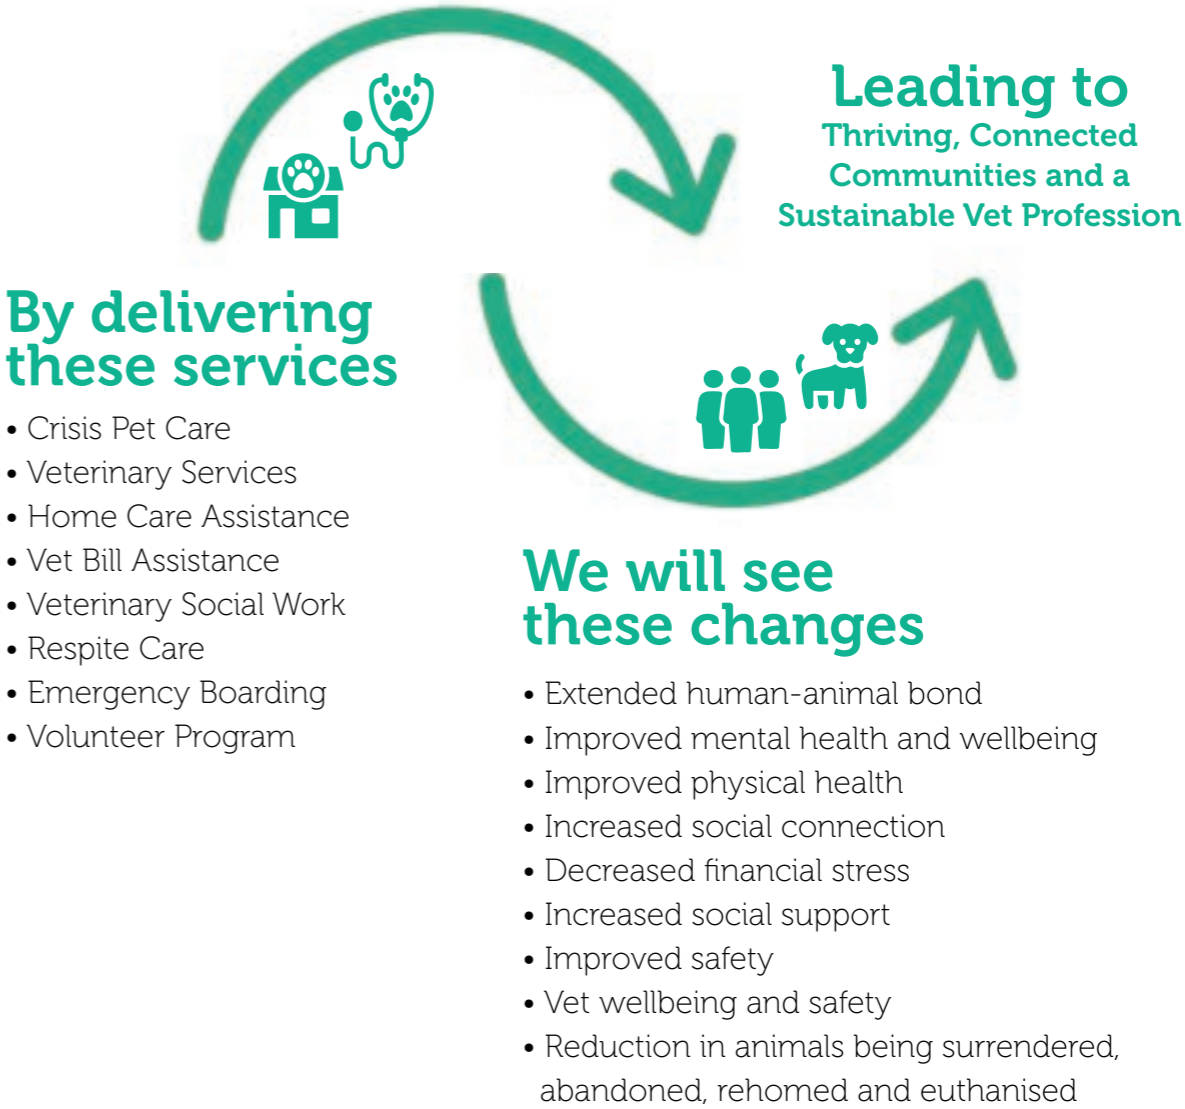 By delivering
these services
• Crisis Pet Care
• Veterinary Services
• Home Care Assistance
• Vet Bill Assistance
• Veterinary Social Work
• Respite Care
• Emergency Boarding
• Volunteer Program
We will see
these changes
• Extended human-animal bond
• Improved mental health and wellbeing
• Improved physical health
• Increased social connection
• Decreased financial stress
• Increased social support
• Improved safety
• Vet wellbeing and safety
• Reduction in animals being surrendered,
abandoned, rehomed and euthanised
Leading to
Thriving, Connected
Communities and a
Sustainable Vet Profession